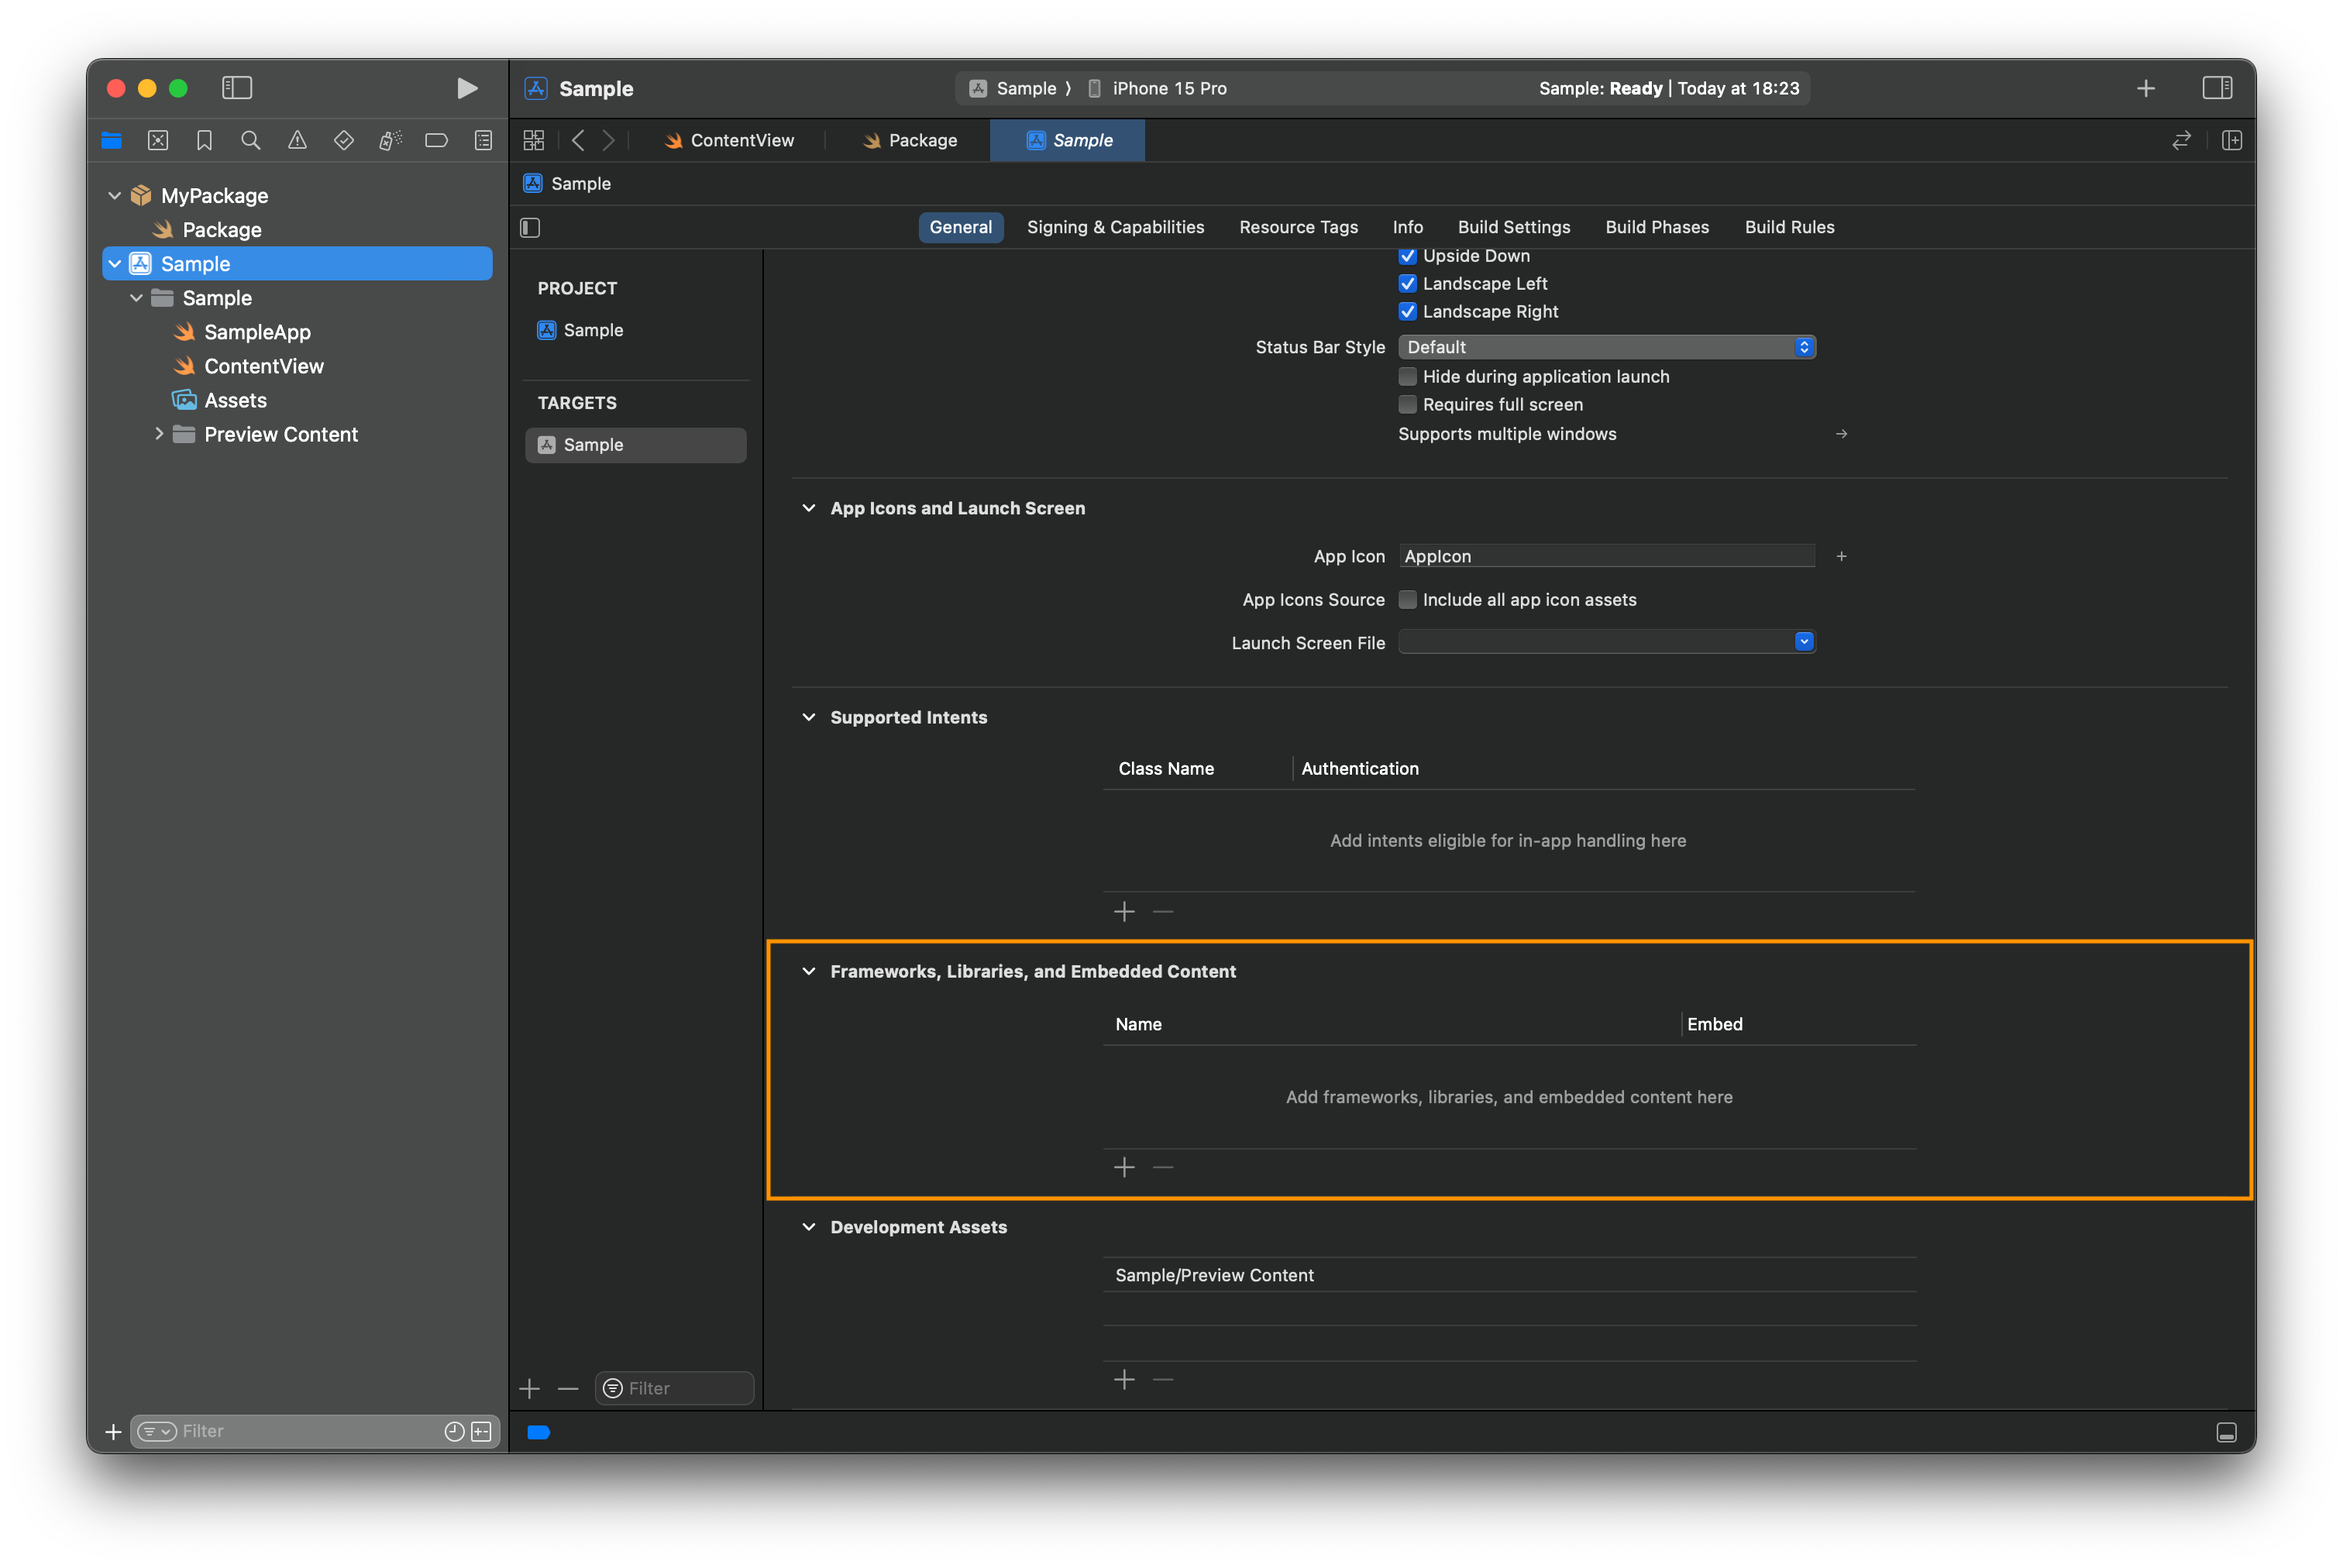 Sample
Sample 〉 iPhone 15 Pro
Sample: Ready | Today at 18:23
ContentView
Package
Sample
Sample
General
Signing & Capabilities
Resource Tags
Info
Build Settings
Build Phases
Build Rules
MyPackage
Package
Sample
Sample
SampleApp
ContentView
Assets
Preview Content
Filter
PROJECT
Sample
TARGETS
Sample
Filter
Upside Down
Landscape Left
Landscape Right
Status Bar Style Default
Hide during application launch
Requires full screen
Supports multiple windows
App Icons and Launch Screen
App Icon AppIcon
App Icons Source Include all app icon assets
Launch Screen File
Supported Intents
Class Name Authentication
Add intents eligible for in-app handling here
Frameworks, Libraries, and Embedded Content
Name Embed
Add frameworks, libraries, and embedded content here
Development Assets
Sample/Preview Content